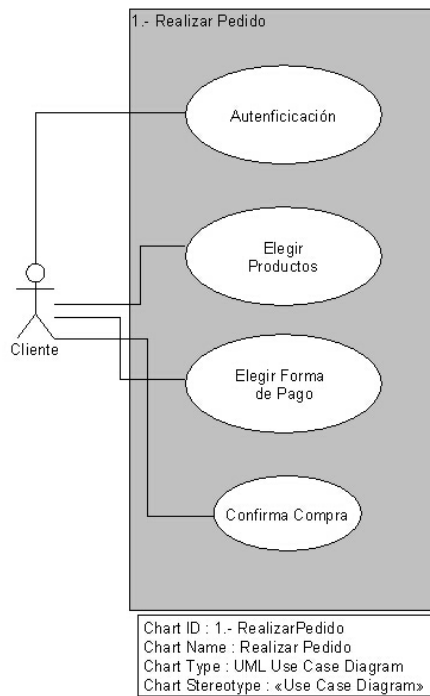 1.- Realizar Pedido
Autenficicación
Elegir
Productos
Cliente
Elegir Forma
de Pago
Confirma Compra
Chart ID : 1.- RealizarPedido
Chart Name : Realizar Pedido
Chart Type : UML Use Case Diagram
Chart Stereotype : «Use Case Diagram»